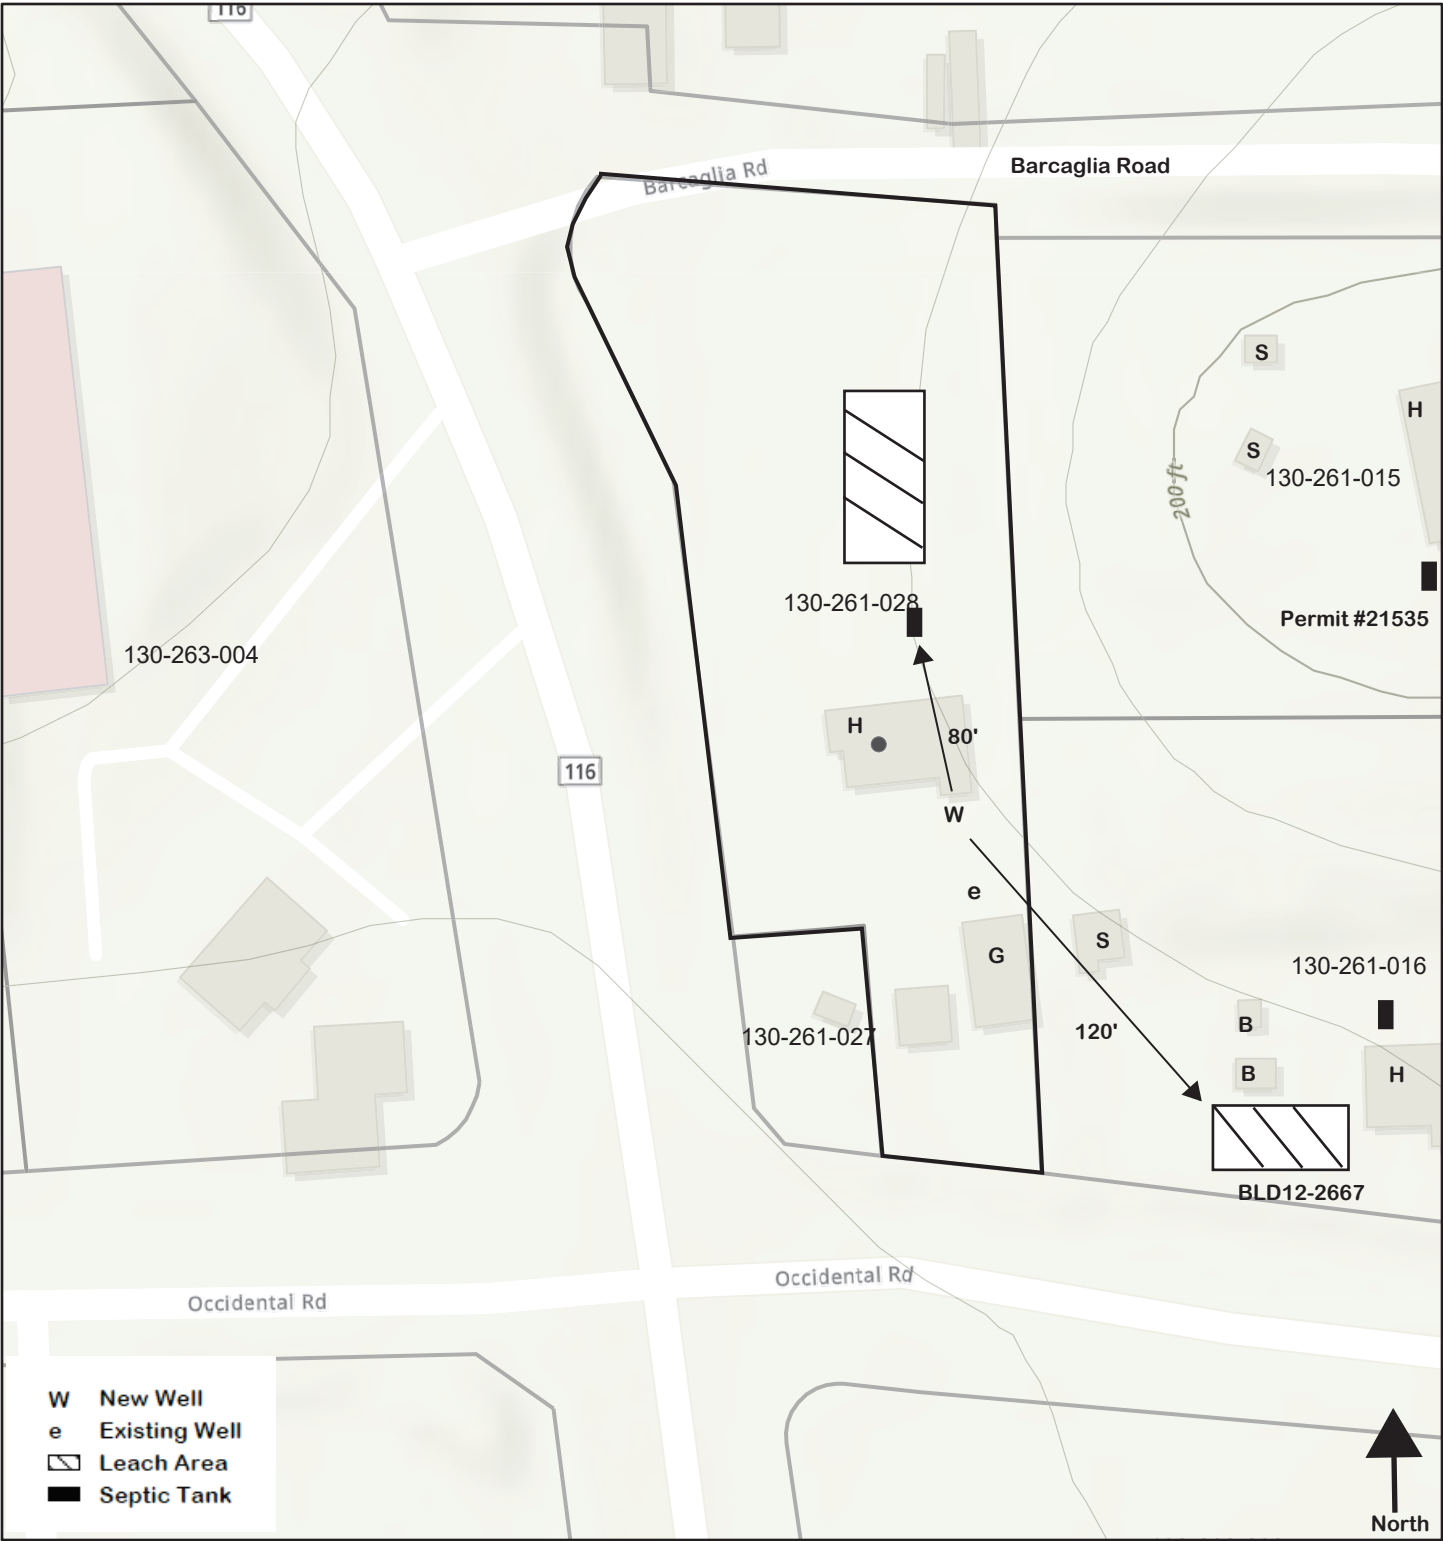 116
Barcaglia Rd
Barcaglia Road
S
H
S
130-261-015
200 ft
130-261-028
Permit #21535
130-263-004
H
80'
116
W
e
G
S
130-261-016
B
130-261-027
120'
B
H
BLD12-2667
Occidental Rd
Occidental Rd
W New Well
e Existing Well
Leach Area
Septic Tank
North